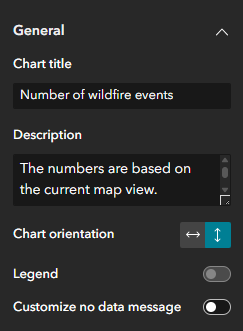 General
Chart title
Number of wildfire events
Description
The numbers are based on
the current map view.
Chart orientation
Legend
Customize no data message